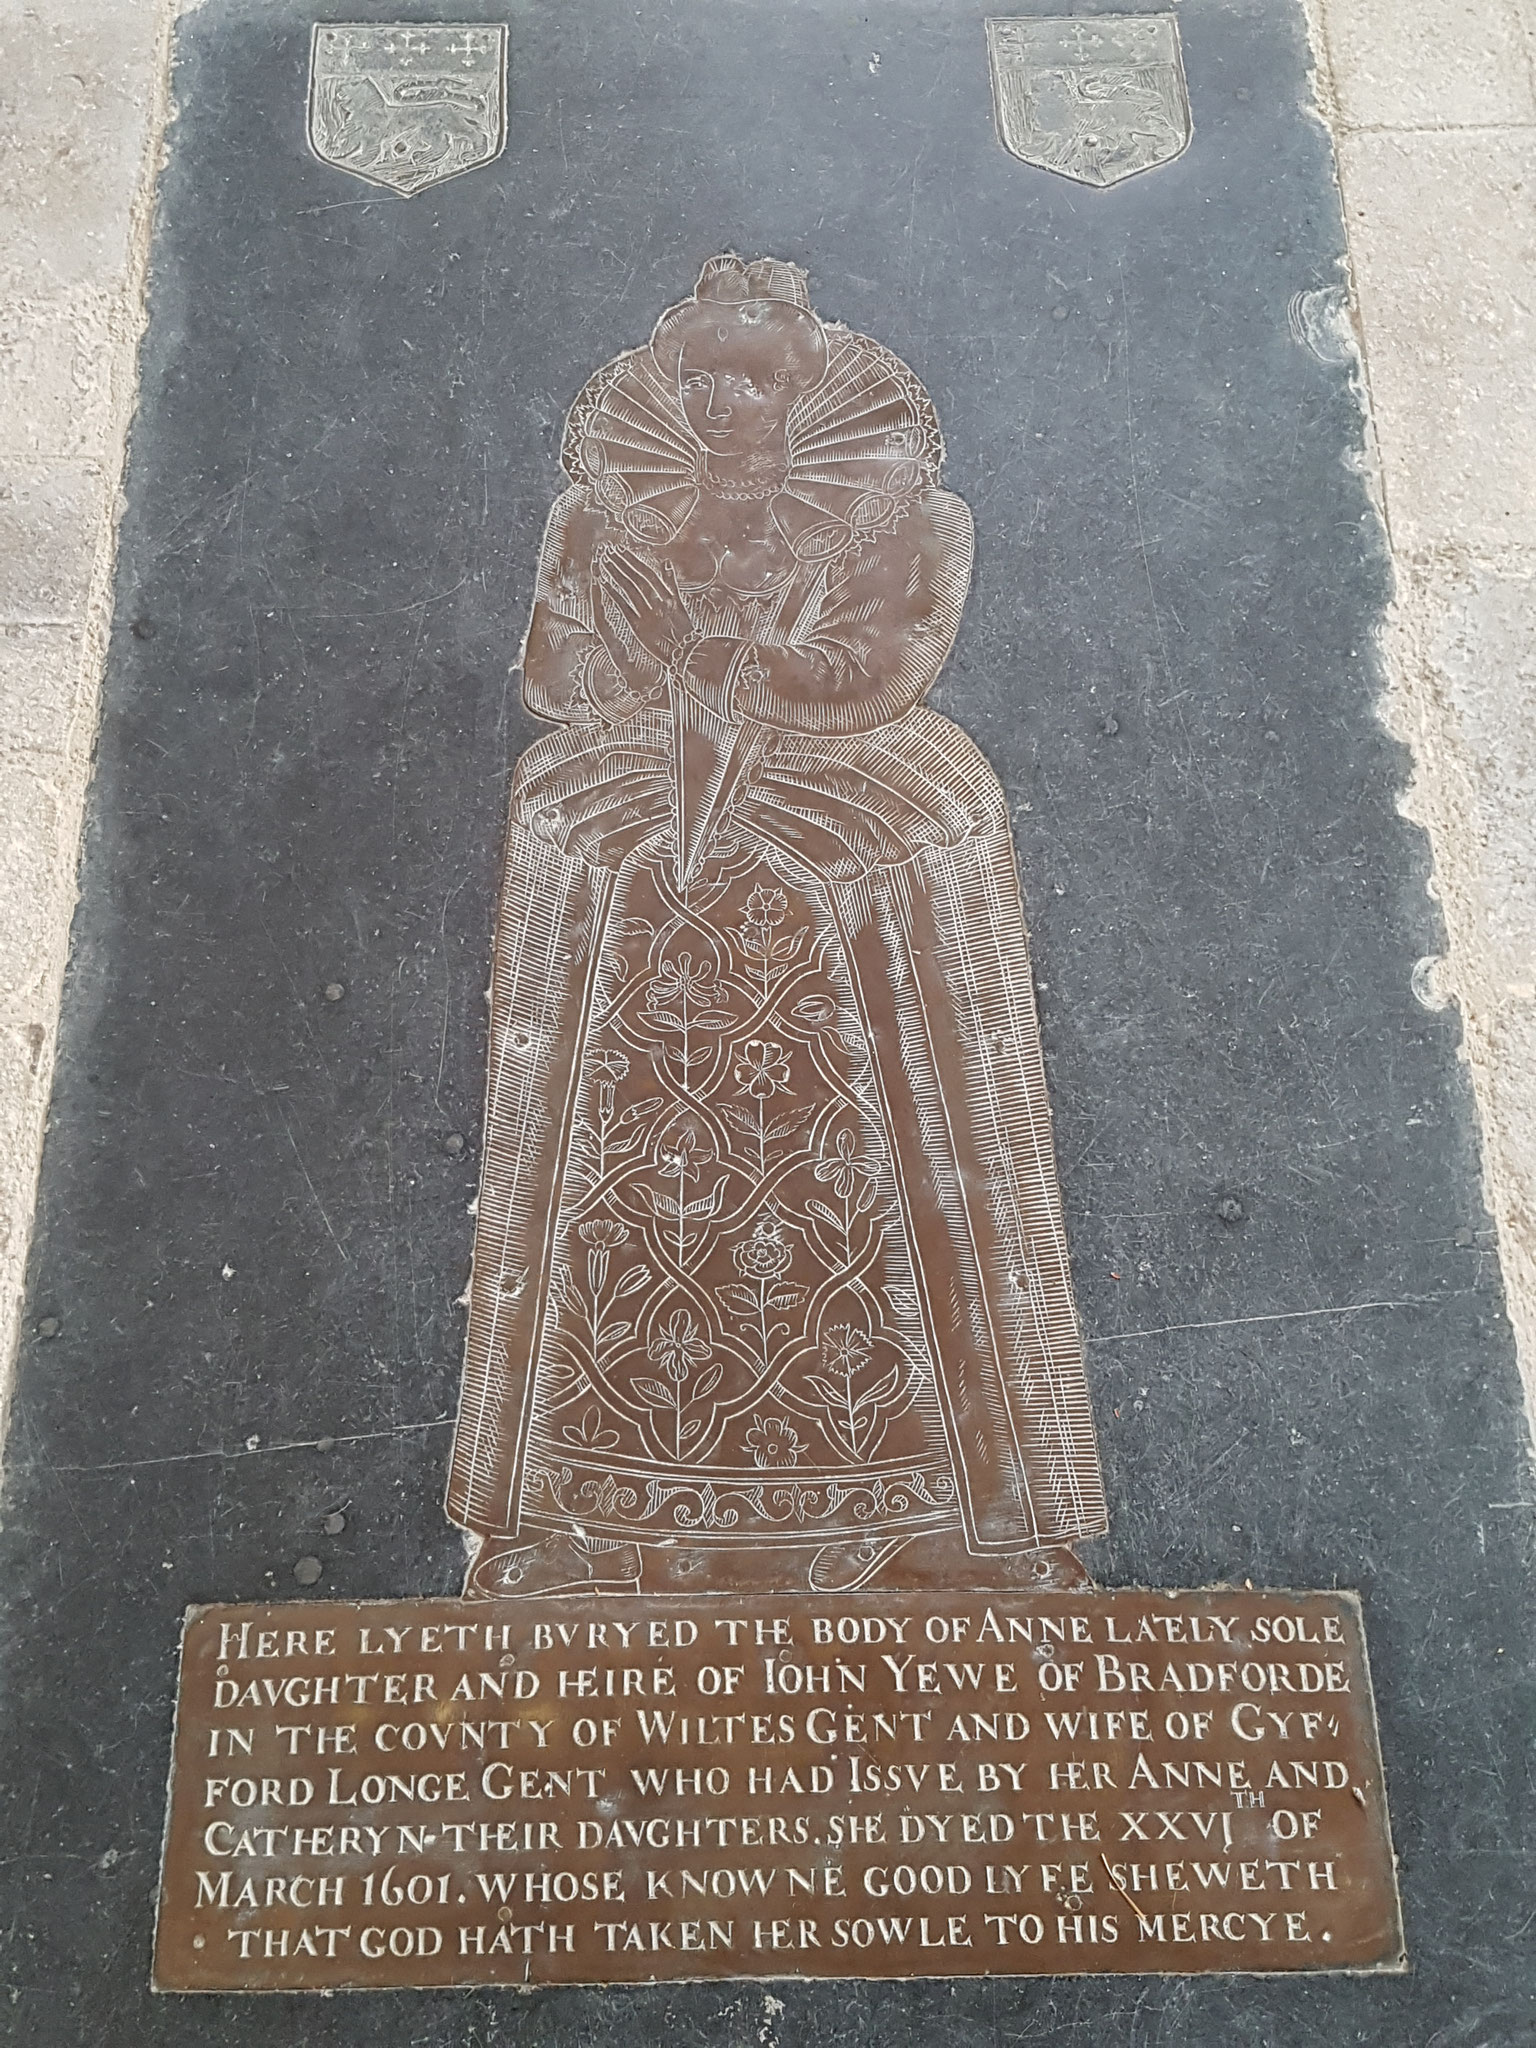 HERE LYETH BVRYED THE BODY OF ANNE LATELY SOLE
DAVGHTER AND HEIRE OF IOHN YEWE OF BRADFORDE
IN THE COVNTY OF WILTES GENT AND WIFE OF GYF⸗
FORD LONGE GENT WHO HAD ISSVE BY HER ANNE AND
CATHERYN THEIR DAVGHTERS. SHE DYED THE XXVI TH OF
MARCH 1601. WHOSE KNOWNE GOOD LYFE SHEWETH
THAT GOD HATH TAKEN HER SOWLE TO HIS MERCYE.